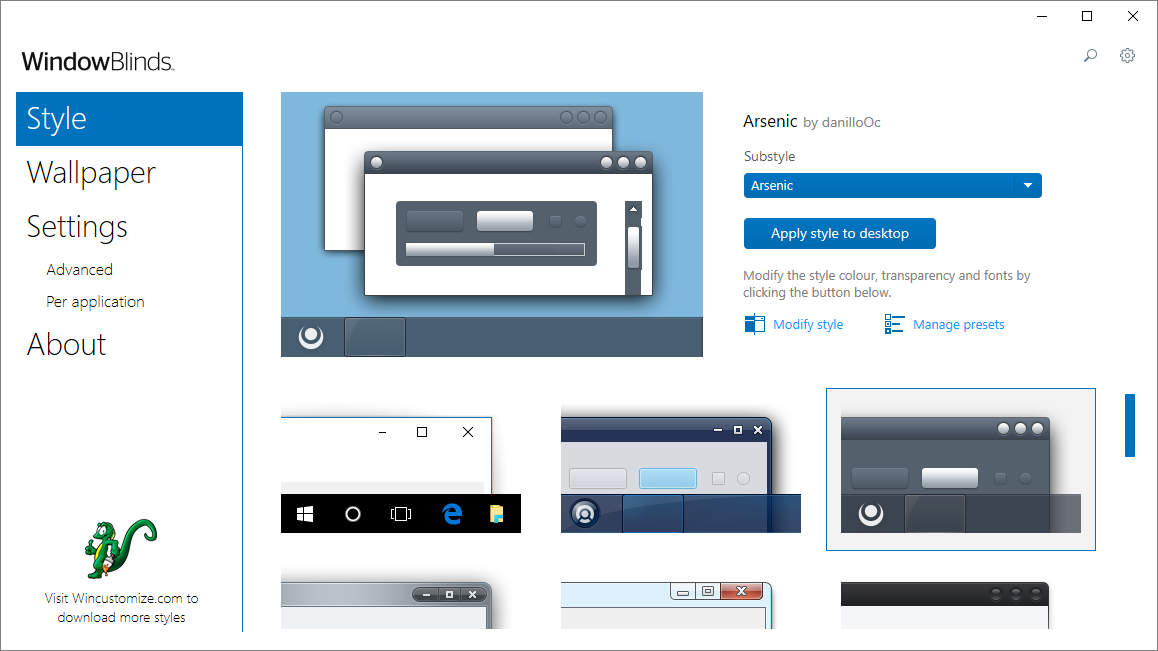 WindowBlinds
Style
Wallpaper
Settings
Advanced
Per application
About
Visit Wincustomize.com to
download more styles
Arsenic by danilloOc
Substyle
Arsenic
Apply style to desktop
Modify the style colour, transparency and fonts by
clicking the button below.
Modify style
Manage presets